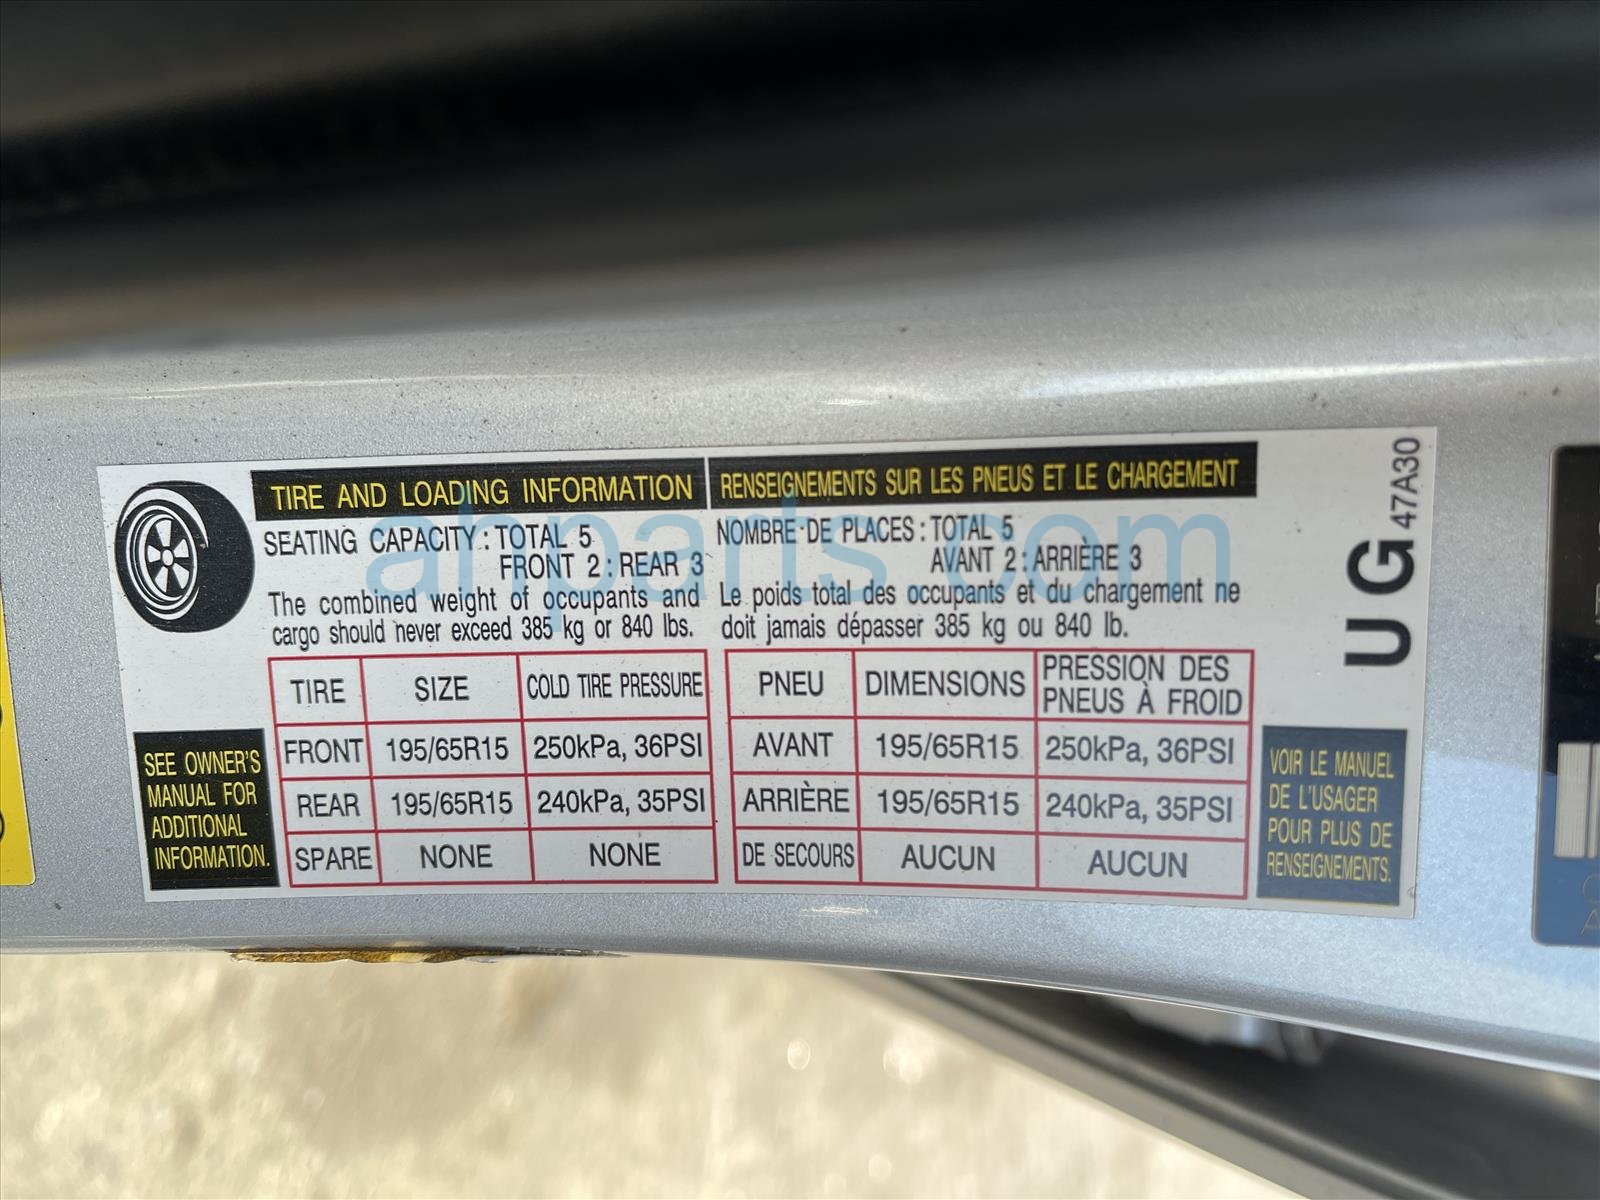 TIRE AND LOADING INFORMATION
SEATING CAPACITY : TOTAL 5
FRONT 2 : REAR 3
The combined weight of occupants and
cargo should never exceed 385 kg or 840 lbs.
TIRE SIZE COLD TIRE PRESSURE
FRONT 195/65R15 250kPa, 36PSI
REAR 195/65R15 240kPa, 35PSI
SPARE NONE NONE
SEE OWNER'S
MANUAL FOR
ADDITIONAL
INFORMATION.
RENSEIGNEMENTS SUR LES PNEUS ET LE CHARGEMENT
NOMBRE DE PLACES : TOTAL 5
AVANT 2 : ARRIÈRE 3
Le poids total des occupants et du chargement ne
doit jamais dépasser 385 kg ou 840 lb.
PNEU DIMENSIONS PRESSION DES
PNEUS À FROID
AVANT 195/65R15 250kPa, 36PSI
ARRIÈRE 195/65R15 240kPa, 35PSI
DE SECOURS AUCUN AUCUN
VOIR LE MANUEL
DE L'USAGER
POUR PLUS DE
RENSEIGNEMENTS.
UG 47A30
ahparts.com